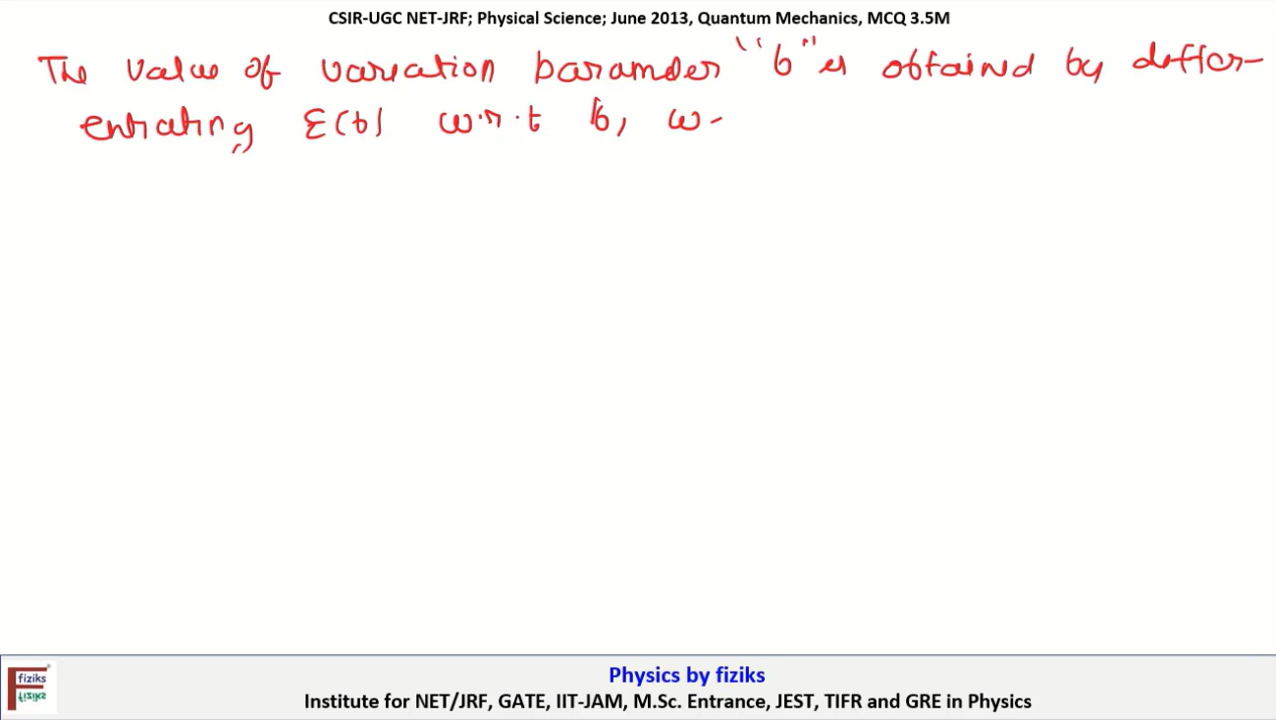 CSIR-UGC NET-JRF; Physical Science; June 2013, Quantum Mechanics, MCQ 3.5M
The value of variation parameter "b" is obtained by differ-
entiating E(b) w.r.t b, w
fiziks
Physics by fiziks
Institute for NET/JRF, GATE, IIT-JAM, M.Sc. Entrance, JEST, TIFR and GRE in Physics